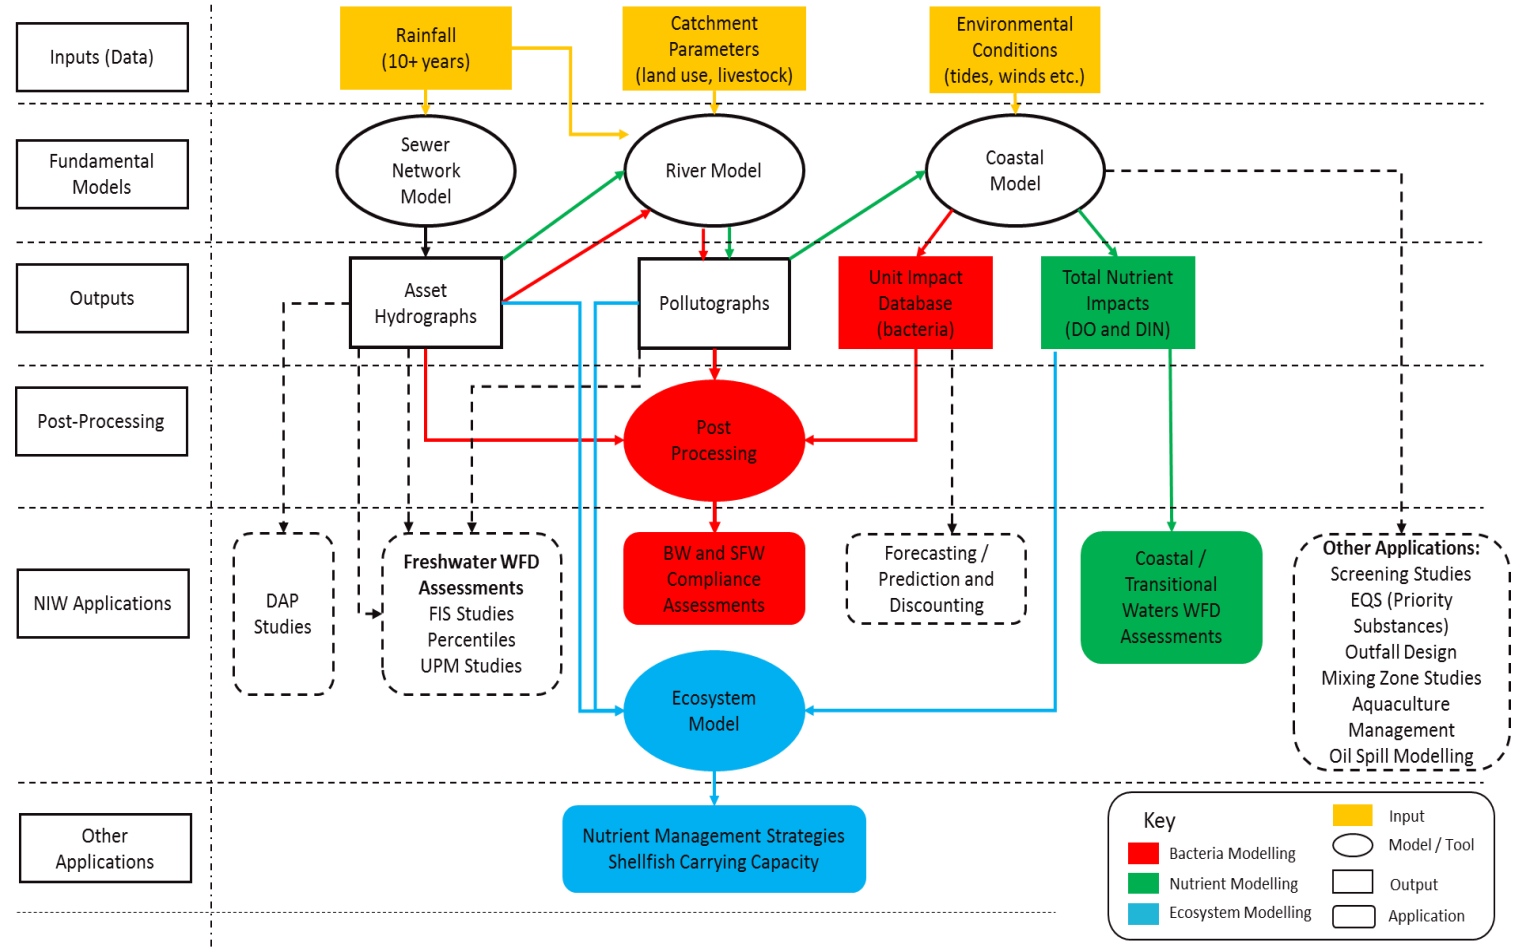 Inputs (Data)
Rainfall
(10+ years)
Catchment
Parameters
(land use, livestock)
Environmental
Conditions
(tides, winds etc.)
Fundamental
Models
Sewer
Network
Model
River Model
Coastal
Model
Outputs
Asset
Hydrographs
Pollutographs
Unit Impact
Database
(bacteria)
Total Nutrient
Impacts
(DO and DIN)
Post-Processing
Post
Processing
NIW Applications
DAP
Studies
Freshwater WFD
Assessments
FIS Studies
Percentiles
UPM Studies
BW and SFW
Compliance
Assessments
Forecasting /
Prediction and
Discounting
Coastal /
Transitional
Waters WFD
Assessments
Other Applications:
Screening Studies
EQS (Priority
Substances)
Outfall Design
Mixing Zone Studies
Aquaculture
Management
Oil Spill Modelling
Ecosystem
Model
Other
Applications
Nutrient Management Strategies
Shellfish Carrying Capacity
Key
Bacteria Modelling
Nutrient Modelling
Ecosystem Modelling
Input
Model / Tool
Output
Application